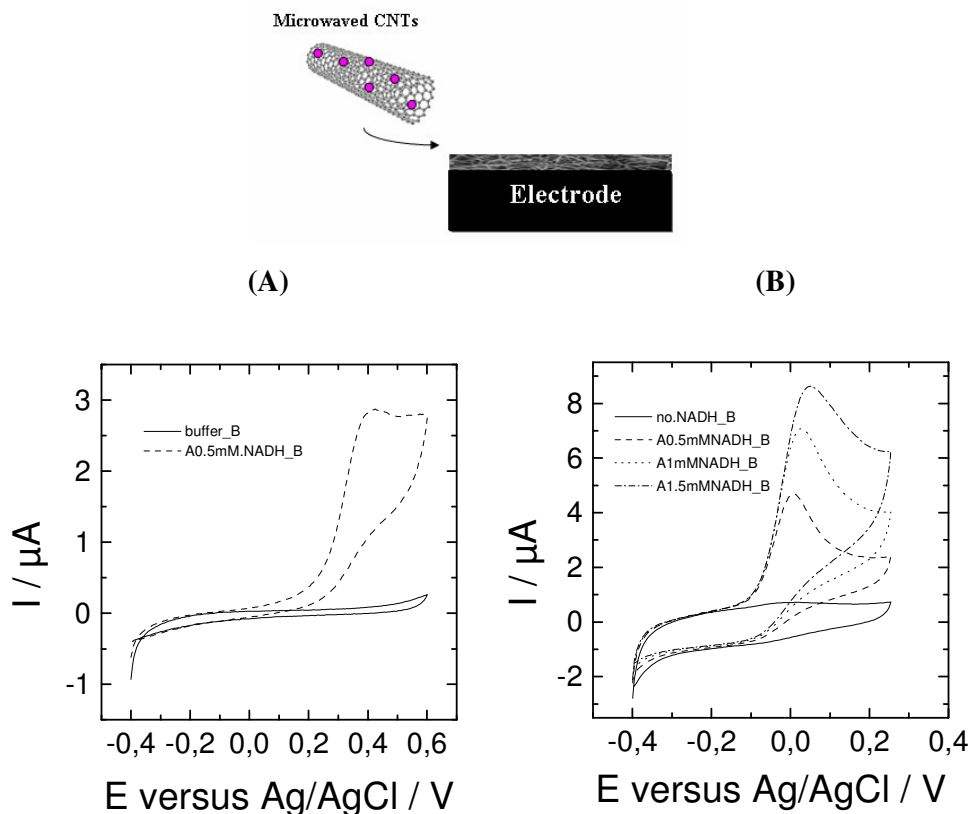 Microwaved CNTs
Electrode
(A)
(B)
I / µA
3
2
1
0
-1
buffer_B
A0.5mM.NADH_B
-0,4 -0,2 0,0 0,2 0,4 0,6
E versus Ag/AgCl / V
I / µA
8
6
4
2
0
-2
no.NADH_B
A0.5mMNADH_B
A1mMNADH_B
A1.5mMNADH_B
-0,4 -0,2 0,0 0,2 0,4
E versus Ag/AgCl / V